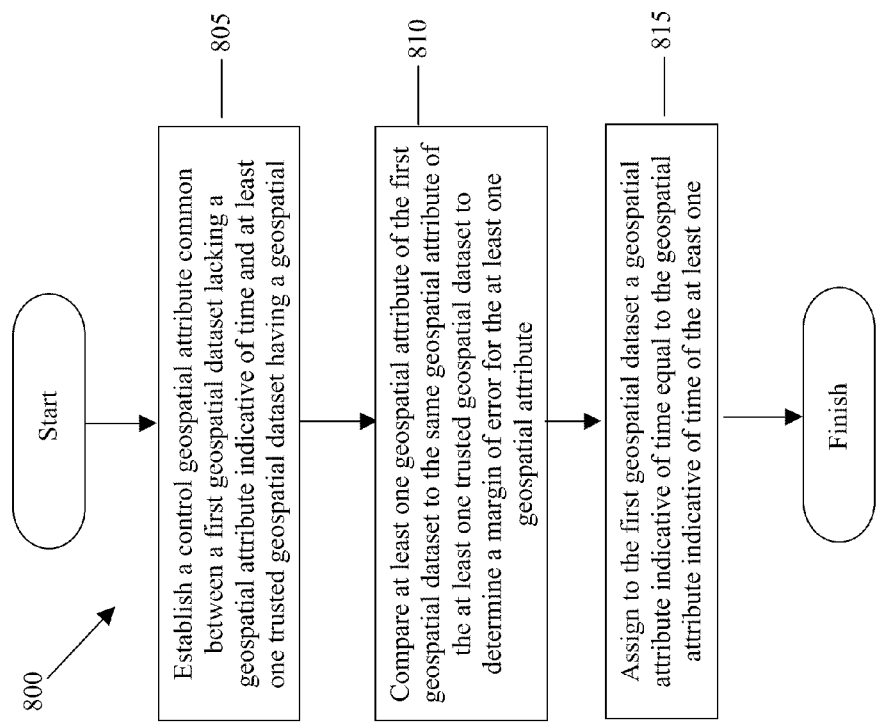 800
Start
Establish a control geospatial attribute common
between a first geospatial dataset lacking a
geospatial attribute indicative of time and at least
one trusted geospatial dataset having a geospatial
805
Compare at least one geospatial attribute of the first
geospatial dataset to the same geospatial attribute of
the at least one trusted geospatial dataset to
determine a margin of error for the at least one
geospatial attribute
810
Assign to the first geospatial dataset a geospatial
attribute indicative of time equal to the geospatial
attribute indicative of time of the at least one
815
Finish